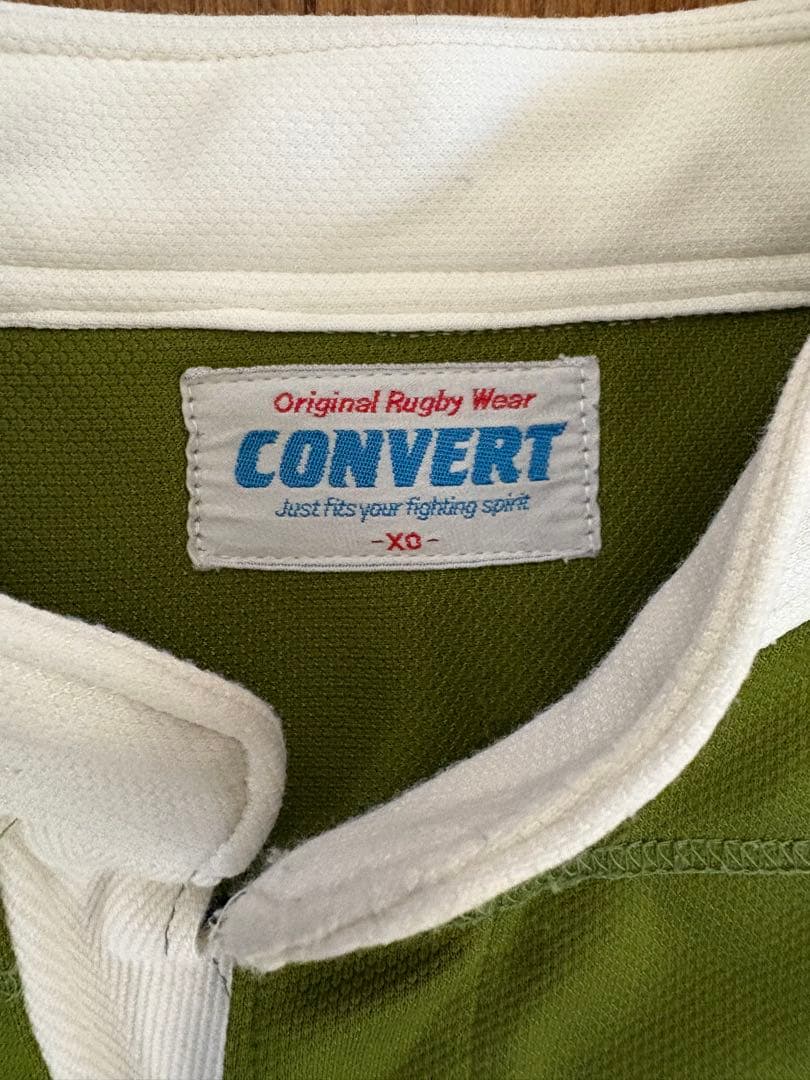 Original Rugby Wear
CONVERT
Just fits your fighting spirit
-XO-